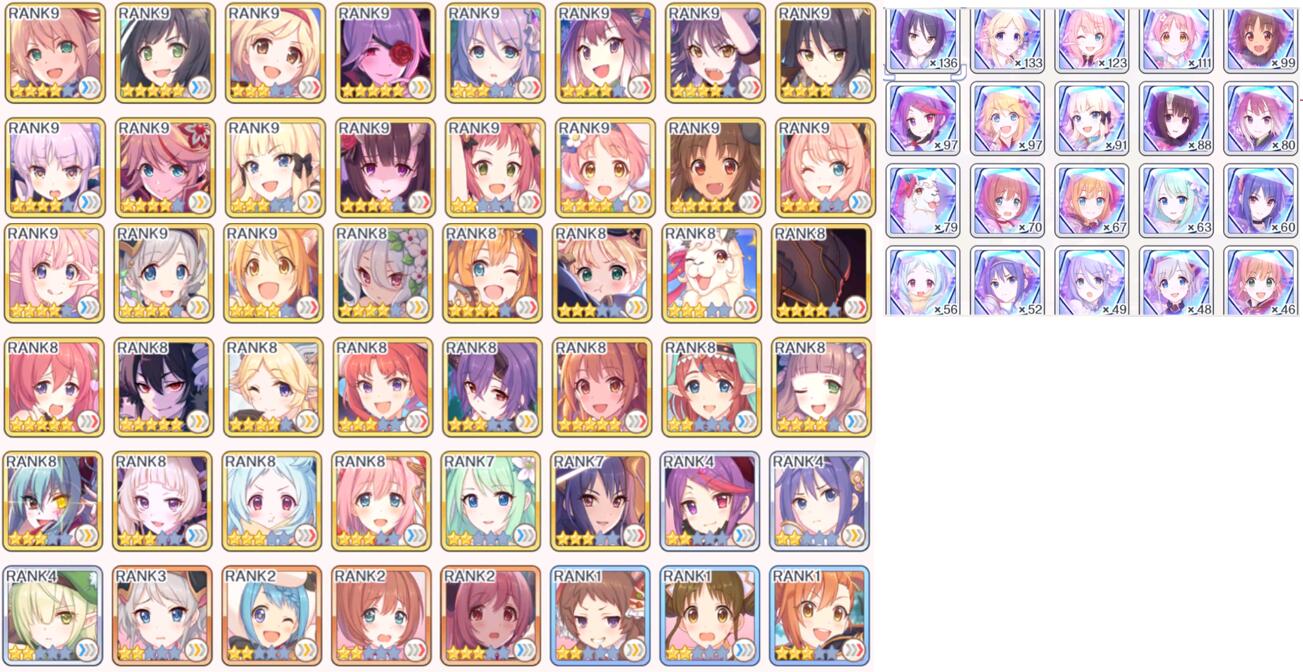 RANK9 RANK9 RANK9 RANK9 RANK9 RANK9 RANK9 RANK9
×136 ×133 ×123 ×111 ×99
RANK9 RANK9 RANK9 RANK9 RANK9 RANK9 RANK9 RANK9
×97 ×97 ×91 ×88 ×80
RANK9 RANK9 RANK9 RANK8 RANK8 RANK8 RANK8 RANK8
×79 ×70 ×67 ×63 ×60
×56 ×52 ×49 ×48 ×46
RANK8 RANK8 RANK8 RANK8 RANK8 RANK8 RANK8 RANK8
RANK8 RANK8 RANK8 RANK8 RANK7 RANK7 RANK4 RANK4
RANK4 RANK3 RANK2 RANK2 RANK2 RANK1 RANK1 RANK1